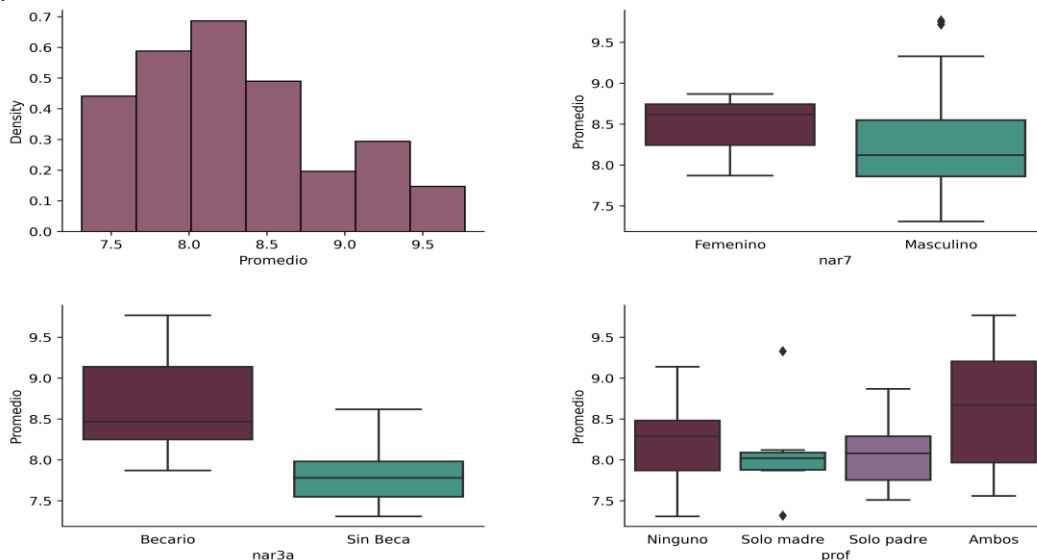 0.7
0.6
0.5
0.4
0.3
0.2
0.1
0.0
Density
7.5 8.0 8.5 9.0 9.5
Promedio
9.5
9.0
8.5
8.0
7.5
Promedio
Femenino Masculino
nar7
9.5
9.0
8.5
8.0
7.5
Promedio
Becario Sin Beca
nar3a
9.5
9.0
8.5
8.0
7.5
Promedio
Ninguno Solo madre Solo padre Ambos
prof